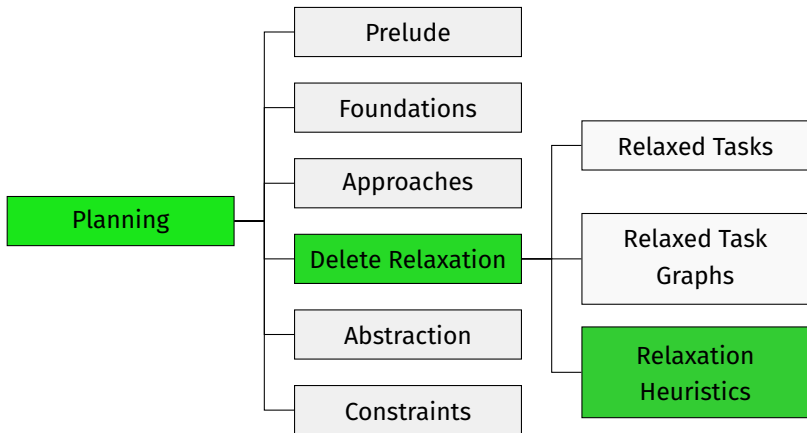 Planning
Prelude
Foundations
Approaches
Delete Relaxation
Abstraction
Constraints
Relaxed Tasks
Relaxed Task
Graphs
Relaxation
Heuristics